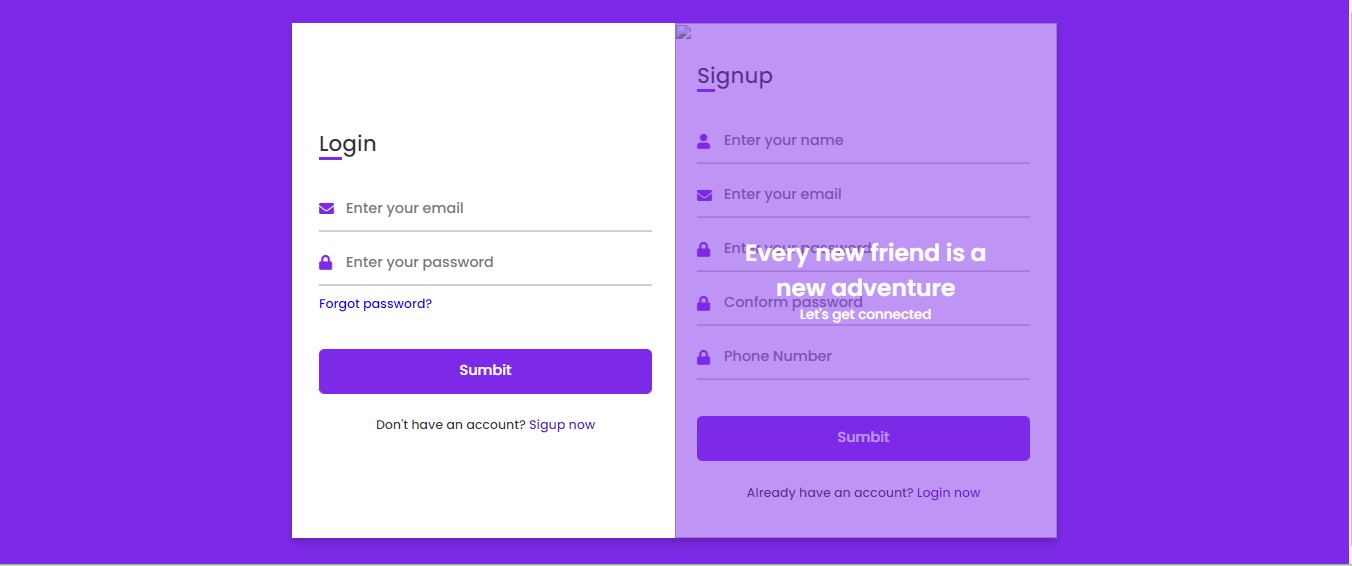 Login
Enter your email
Enter your password
Forgot password?
Sumbit
Don't have an account? Sigup now
Signup
Enter your name
Enter your email
Enter your password
Every new friend is a
new adventure
Conform password
Let's get connected
Phone Number
Sumbit
Already have an account? Login now